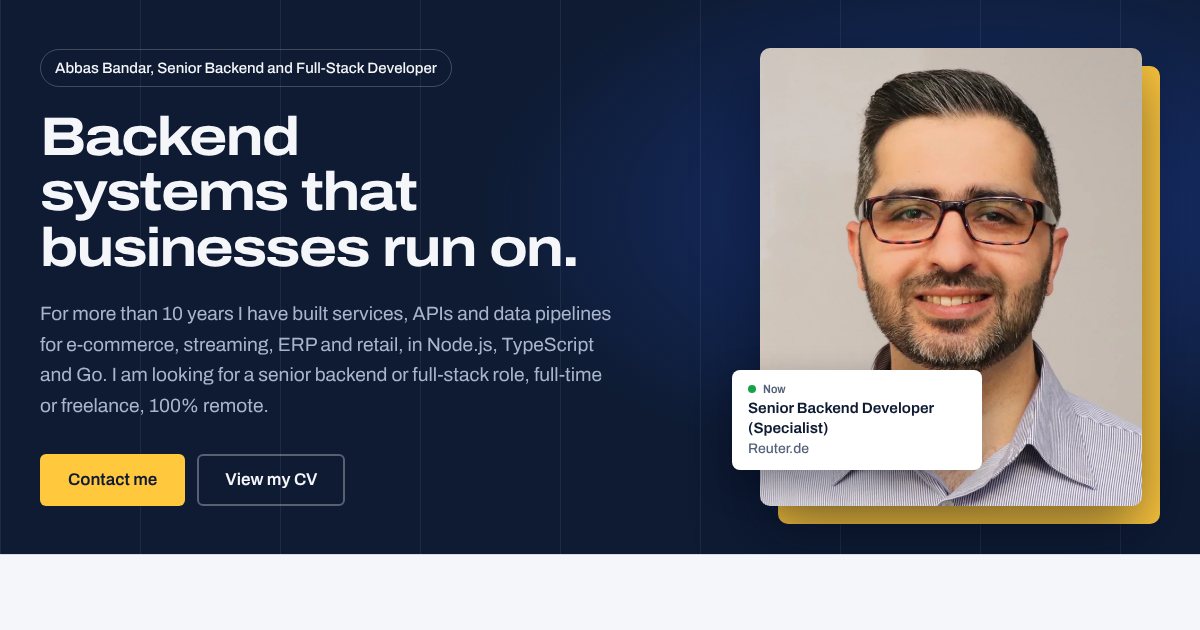 Abbas Bandar, Senior Backend and Full-Stack Developer
Backend
systems that
businesses run on.
For more than 10 years I have built services, APIs and data pipelines
for e-commerce, streaming, ERP and retail, in Node.js, TypeScript
and Go. I am looking for a senior backend or full-stack role, full-time
or freelance, 100% remote.
Contact me
View my CV
Now
Senior Backend Developer
(Specialist)
Reuter.de